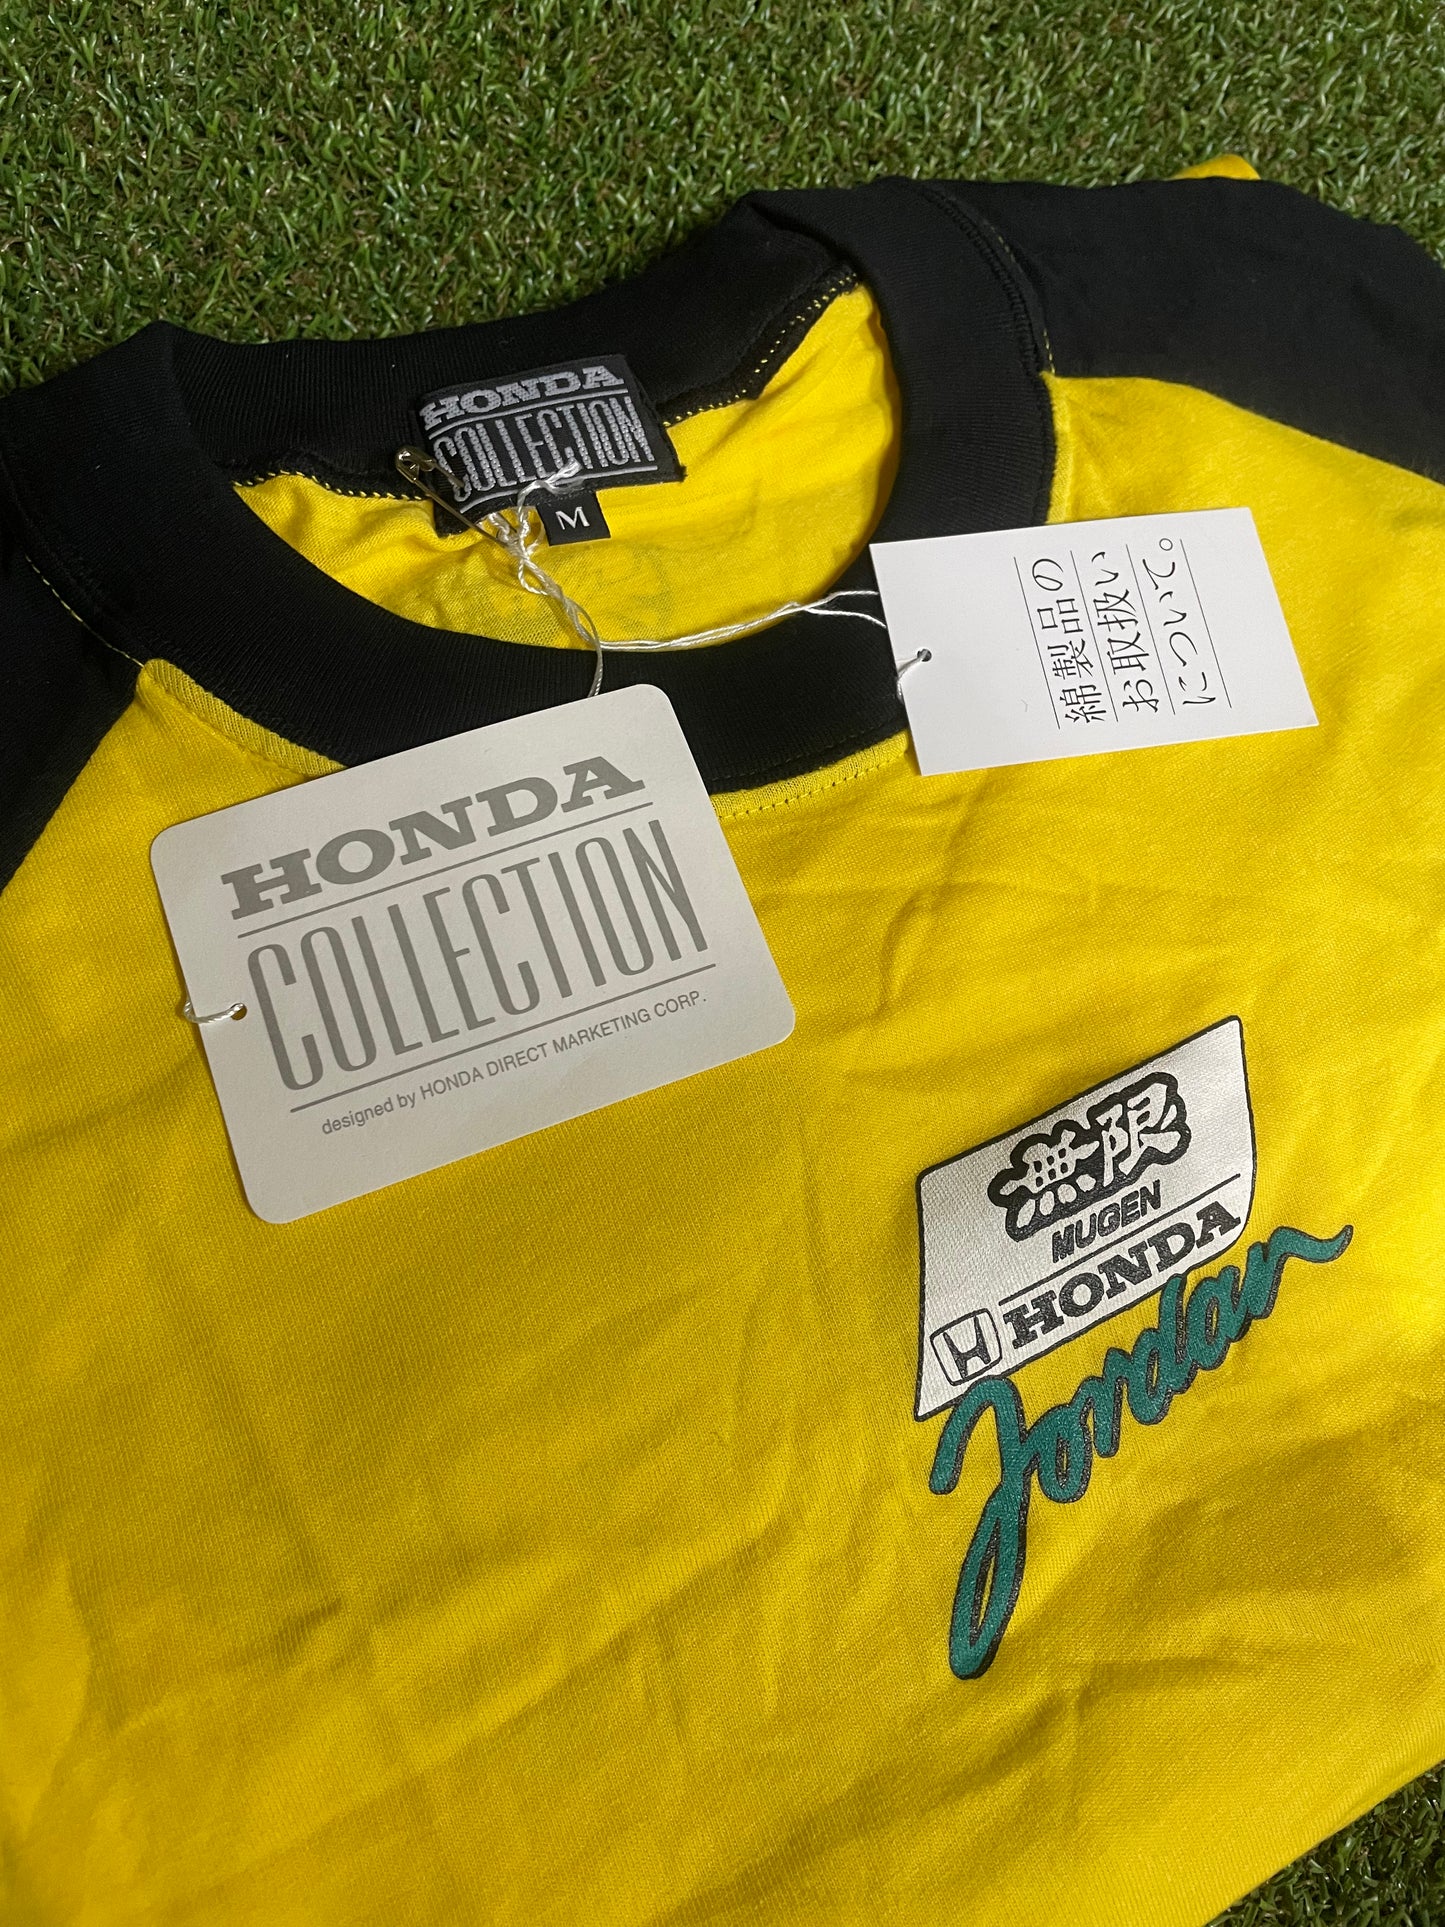 HONDA
COLLECTION
M
綿製品の
お取扱い
について。
HONDA
COLLECTION
designed by HONDA DIRECT MARKETING CORP.
無限
MUGEN
HONDA
Jordan